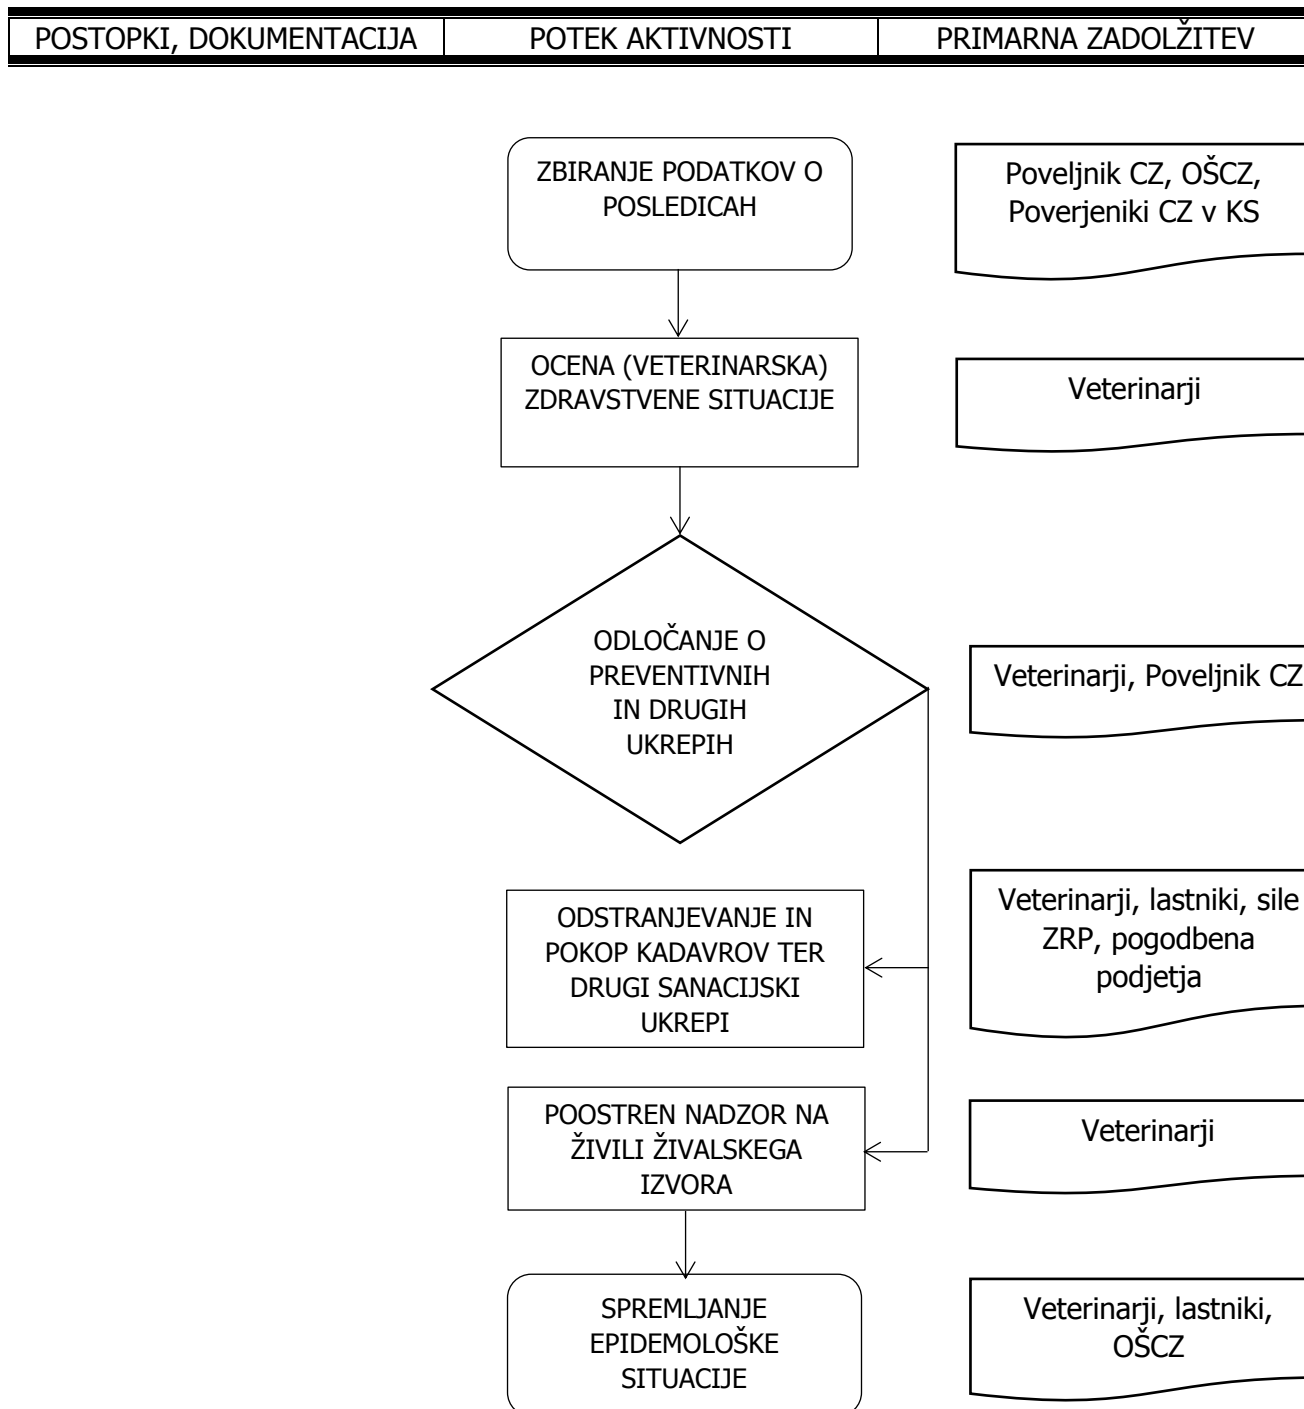 POSTOPKI, DOKUMENTACIJA
POTEK AKTIVNOSTI
PRIMARNA ZADOLŽITEV
ZBIRANJE PODATKOV O
POSLEDICAH
Poveljnik CZ, OŠCZ,
Poverjeniki CZ v KS
OCENA (VETERINARSKA)
ZDRAVSTVENE SITUACIJE
Veterinarji
ODLOČANJE O
PREVENTIVNIH
IN DRUGIH
UKREPIH
Veterinarji, Poveljnik CZ
ODSTRANJEVANJE IN
POKOP KADAVROV TER
DRUGI SANACIJSKI
UKREPI
Veterinarji, lastniki, sile
ZRP, pogodbena
podjetja
POOSTREN NADZOR NA
ŽIVILI ŽIVALSKEGA
IZVORA
Veterinarji
SPREMLJANJE
EPIDEMOLOŠKE
SITUACIJE
Veterinarji, lastniki,
OŠCZ